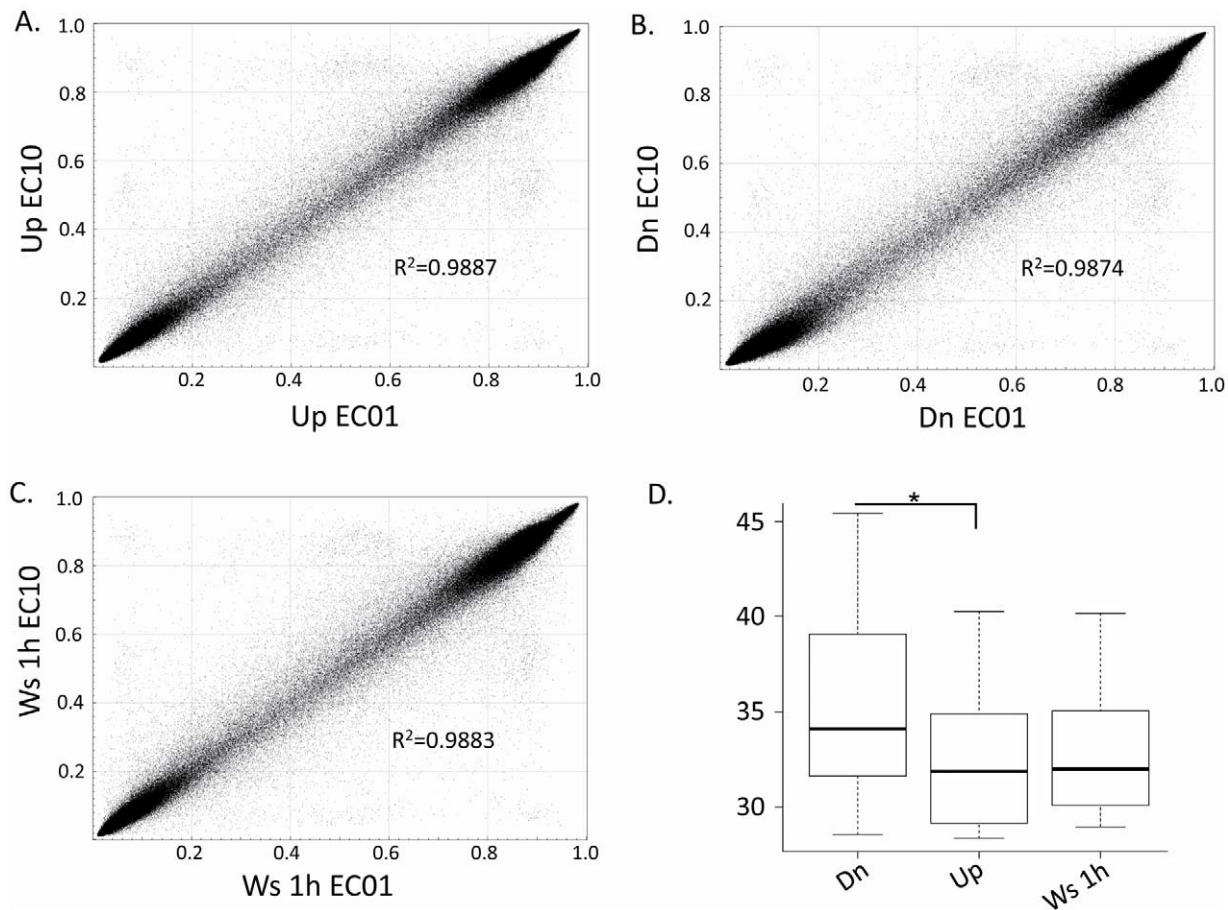 A.
1.0
0.8
0.6
0.4
0.2
Up EC10
R²=0.9887
0.2 0.4 0.6 0.8 1.0
Up EC01
B.
1.0
0.8
0.6
0.4
0.2
Dn EC10
R²=0.9874
0.2 0.4 0.6 0.8 1.0
Dn EC01
C.
1.0
0.8
0.6
0.4
0.2
Ws 1h EC10
R²=0.9883
0.2 0.4 0.6 0.8 1.0
Ws 1h EC01
D.
*
45
40
35
30
Dn Up Ws 1h